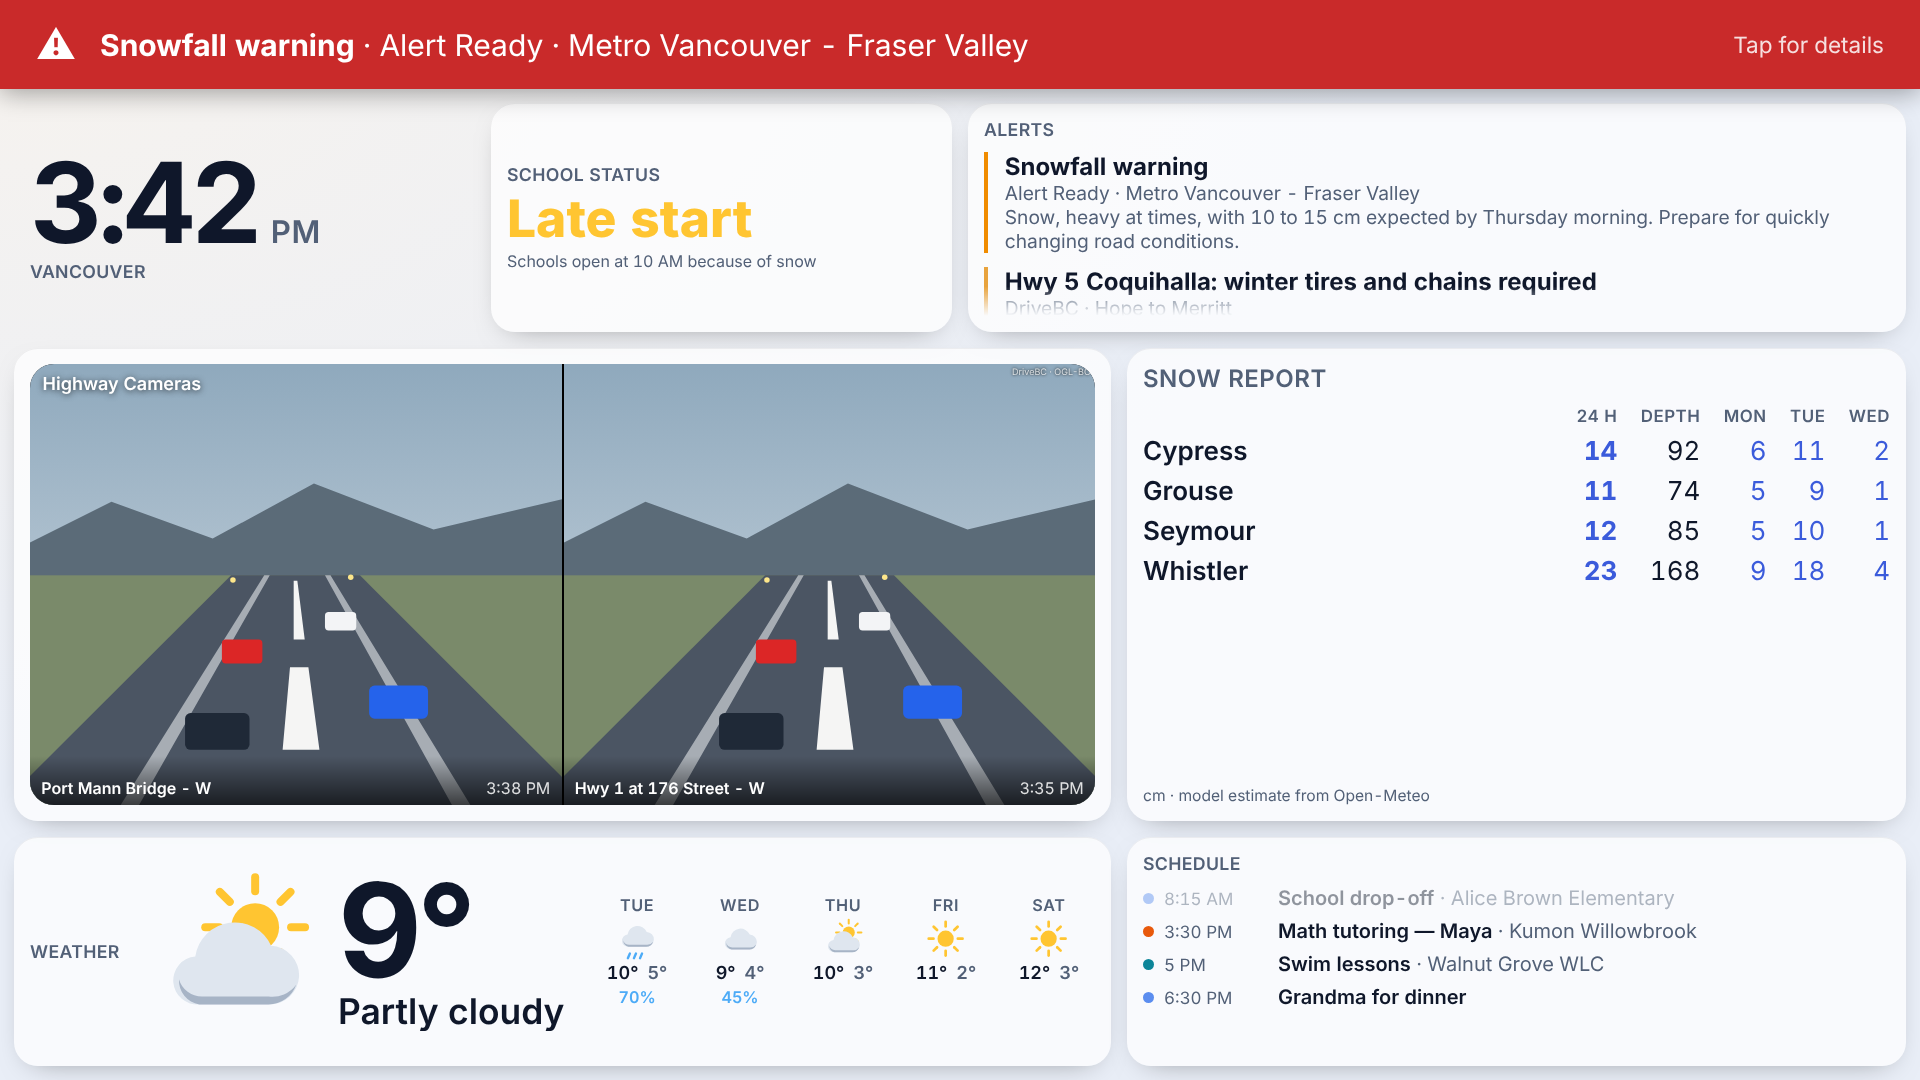 Snowfall warning · Alert Ready · Metro Vancouver - Fraser Valley
Tap for details
3:42 PM
VANCOUVER
SCHOOL STATUS
Late start
Schools open at 10 AM because of snow
ALERTS
Snowfall warning
Alert Ready · Metro Vancouver - Fraser Valley
Snow, heavy at times, with 10 to 15 cm expected by Thursday morning. Prepare for quickly
changing road conditions.
Hwy 5 Coquihalla: winter tires and chains required
DriveBC · Hope to Merritt
Highway Cameras
DriveBC · OGL-BC
Port Mann Bridge - W 3:38 PM
Hwy 1 at 176 Street - W 3:35 PM
SNOW REPORT
24 H DEPTH MON TUE WED
Cypress 14 92 6 11 2
Grouse 11 74 5 9 1
Seymour 12 85 5 10 1
Whistler 23 168 9 18 4
cm · model estimate from Open-Meteo
WEATHER
9°
Partly cloudy
TUE WED THU FRI SAT
10° 5° 9° 4° 10° 3° 11° 2° 12° 3°
70% 45%
SCHEDULE
8:15 AM School drop-off · Alice Brown Elementary
3:30 PM Math tutoring — Maya · Kumon Willowbrook
5 PM Swim lessons · Walnut Grove WLC
6:30 PM Grandma for dinner